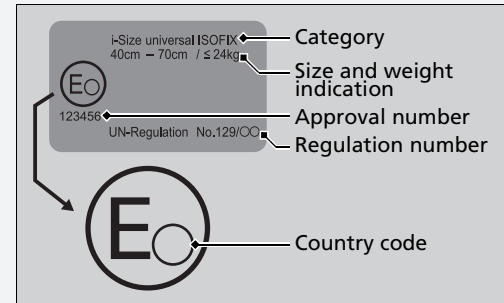 i-Size universal ISOFIX
40cm – 70cm / ≤ 24kg
E
123456
UN-Regulation No.129/○○
E
Category
Size and weight
indication
Approval number
Regulation number
Country code